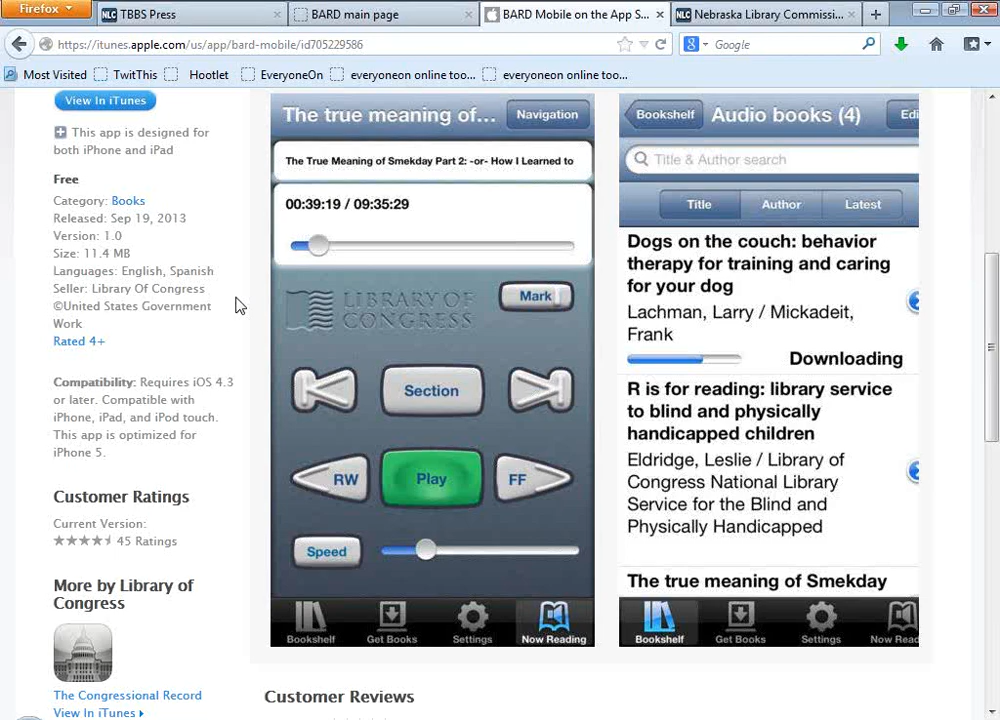 Firefox
NLC TBBS Press
BARD main page
BARD Mobile on the App S...
NLC Nebraska Library Commissi...
https://itunes.apple.com/us/app/bard-mobile/id705229586
Google
Most Visited
TwitThis
Hootlet
EveryoneOn
everyoneon online too...
everyoneon online too...
View In iTunes
This app is designed for
both iPhone and iPad
Free
Category: Books
Released: Sep 19, 2013
Version: 1.0
Size: 11.4 MB
Languages: English, Spanish
Seller: Library Of Congress
©United States Government
Work
Rated 4+
Compatibility: Requires iOS 4.3
or later. Compatible with
iPhone, iPad, and iPod touch.
This app is optimized for
iPhone 5.
Customer Ratings
Current Version:
45 Ratings
More by Library of
Congress
The Congressional Record
View In iTunes
The true meaning of...
Navigation
The True Meaning of Smekday Part 2: -or- How I Learned to
00:39:19 / 09:35:29
LIBRARY OF
CONGRESS
Mark
Section
RW
Play
FF
Speed
Bookshelf
Get Books
Settings
Now Reading
Bookshelf
Audio books (4)
Edi
Title & Author search
Title
Author
Latest
Dogs on the couch: behavior
therapy for training and caring
for your dog
Lachman, Larry / Mickadeit,
Frank
Downloading
R is for reading: library service
to blind and physically
handicapped children
Eldridge, Leslie / Library of
Congress National Library
Service for the Blind and
Physically Handicapped
The true meaning of Smekday
Bookshelf
Get Books
Settings
Now Read
Customer Reviews